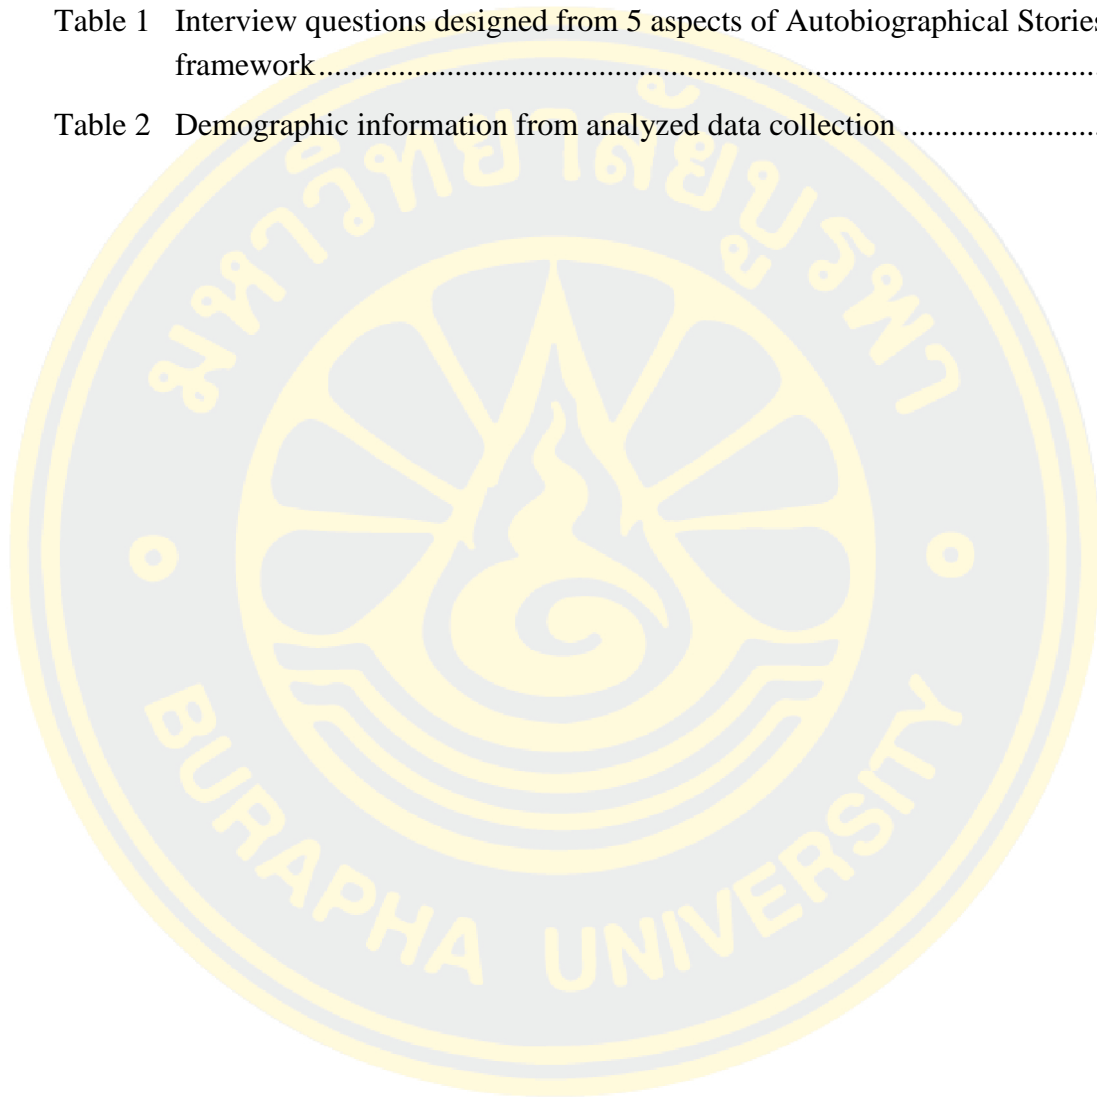 Table 1 Interview questions designed from 5 aspects of Autobiographical Stories
framework..........................................................................................................
Table 2 Demographic information from analyzed data collection ........................
มหาวิทยาลัยบูรพา
BURAPHA UNIVERSITY